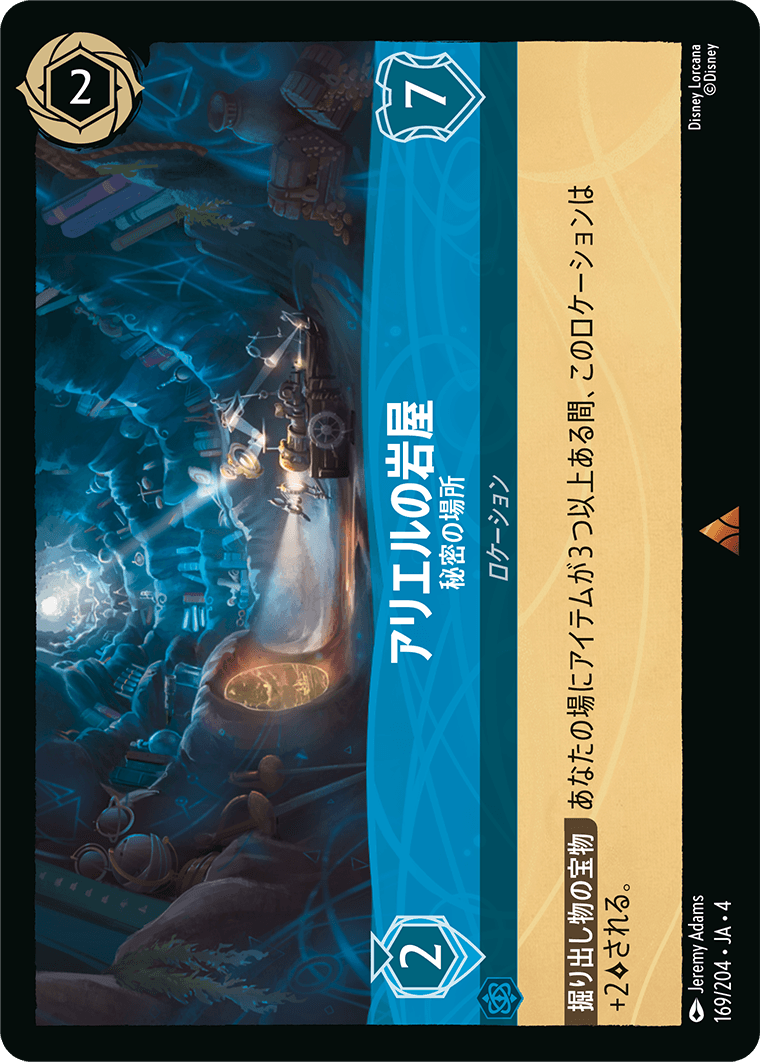 2
7
アリエルの岩屋
秘密の場所
2
ロケーション
掘り出し物の宝物 あなたの場にアイテムが3つ以上ある間、このロケーションは
+2される。
Jeremy Adams
169/204・JA・4
Disney Lorcana
©Disney